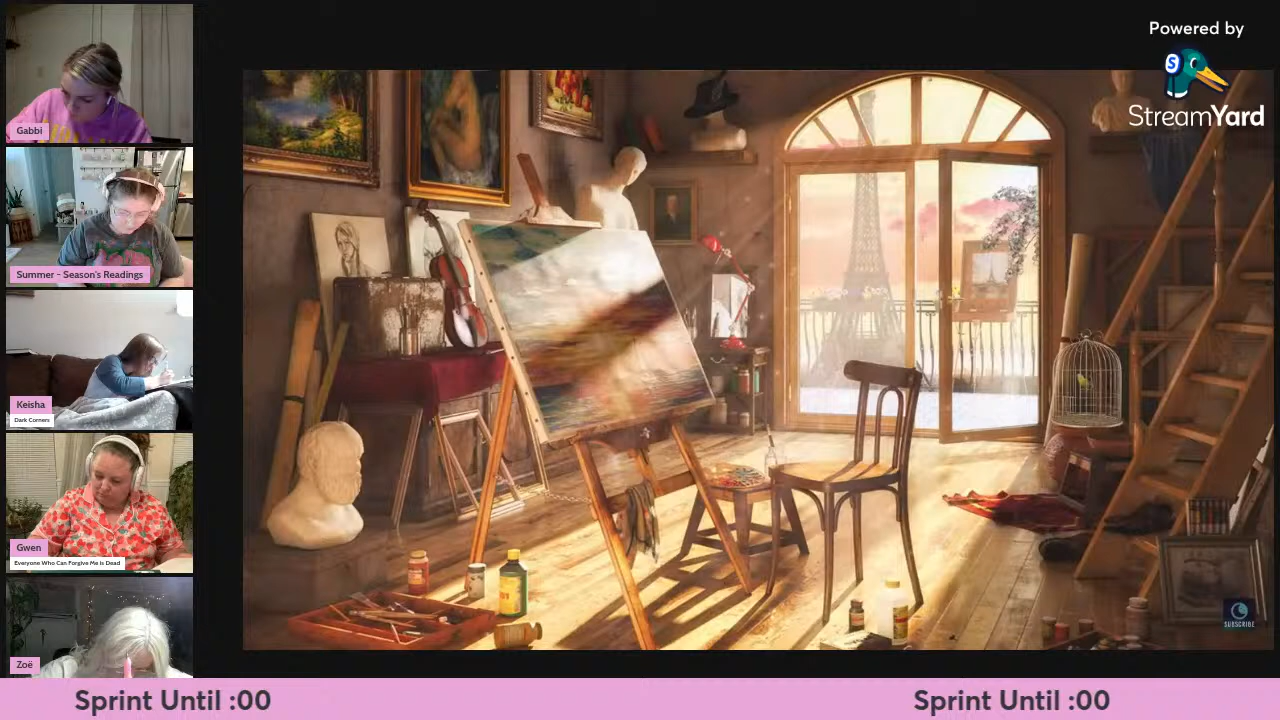 Powered by
StreamYard
Gabbi
Summer - Season's Readings
Keisha
Dark Corners
Gwen
Everyone Who Can Forgive Me Is Dead
Zoë
SUBSCRIBE
Sprint Until :00
Sprint Until :00